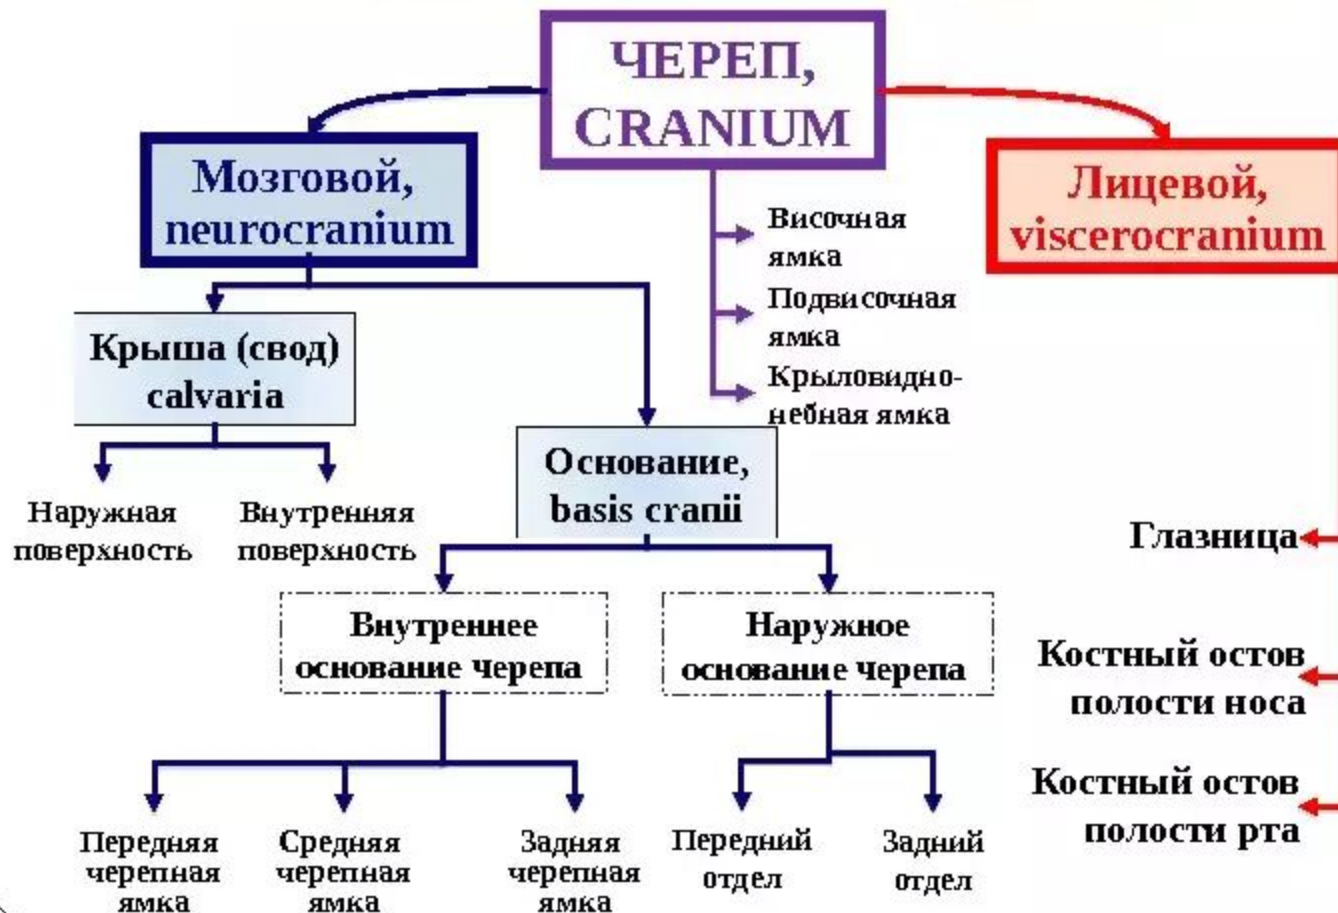 ЧЕРЕП,
CRANIUM
Мозговой,
neurocranium
Лицевой,
viscerocranium
Височная
ямка
Подвисочная
ямка
Крыловидно-
небная ямка
Крыша (свод)
calvaria
Наружная
поверхность
Внутренняя
поверхность
Основание,
basis cranii
Внутреннее
основание черепа
Наружное
основание черепа
Передняя
черепная
ямка
Средняя
черепная
ямка
Задняя
черепная
ямка
Передний
отдел
Задний
отдел
Глазница
Костный остов
полости носа
Костный остов
полости рта